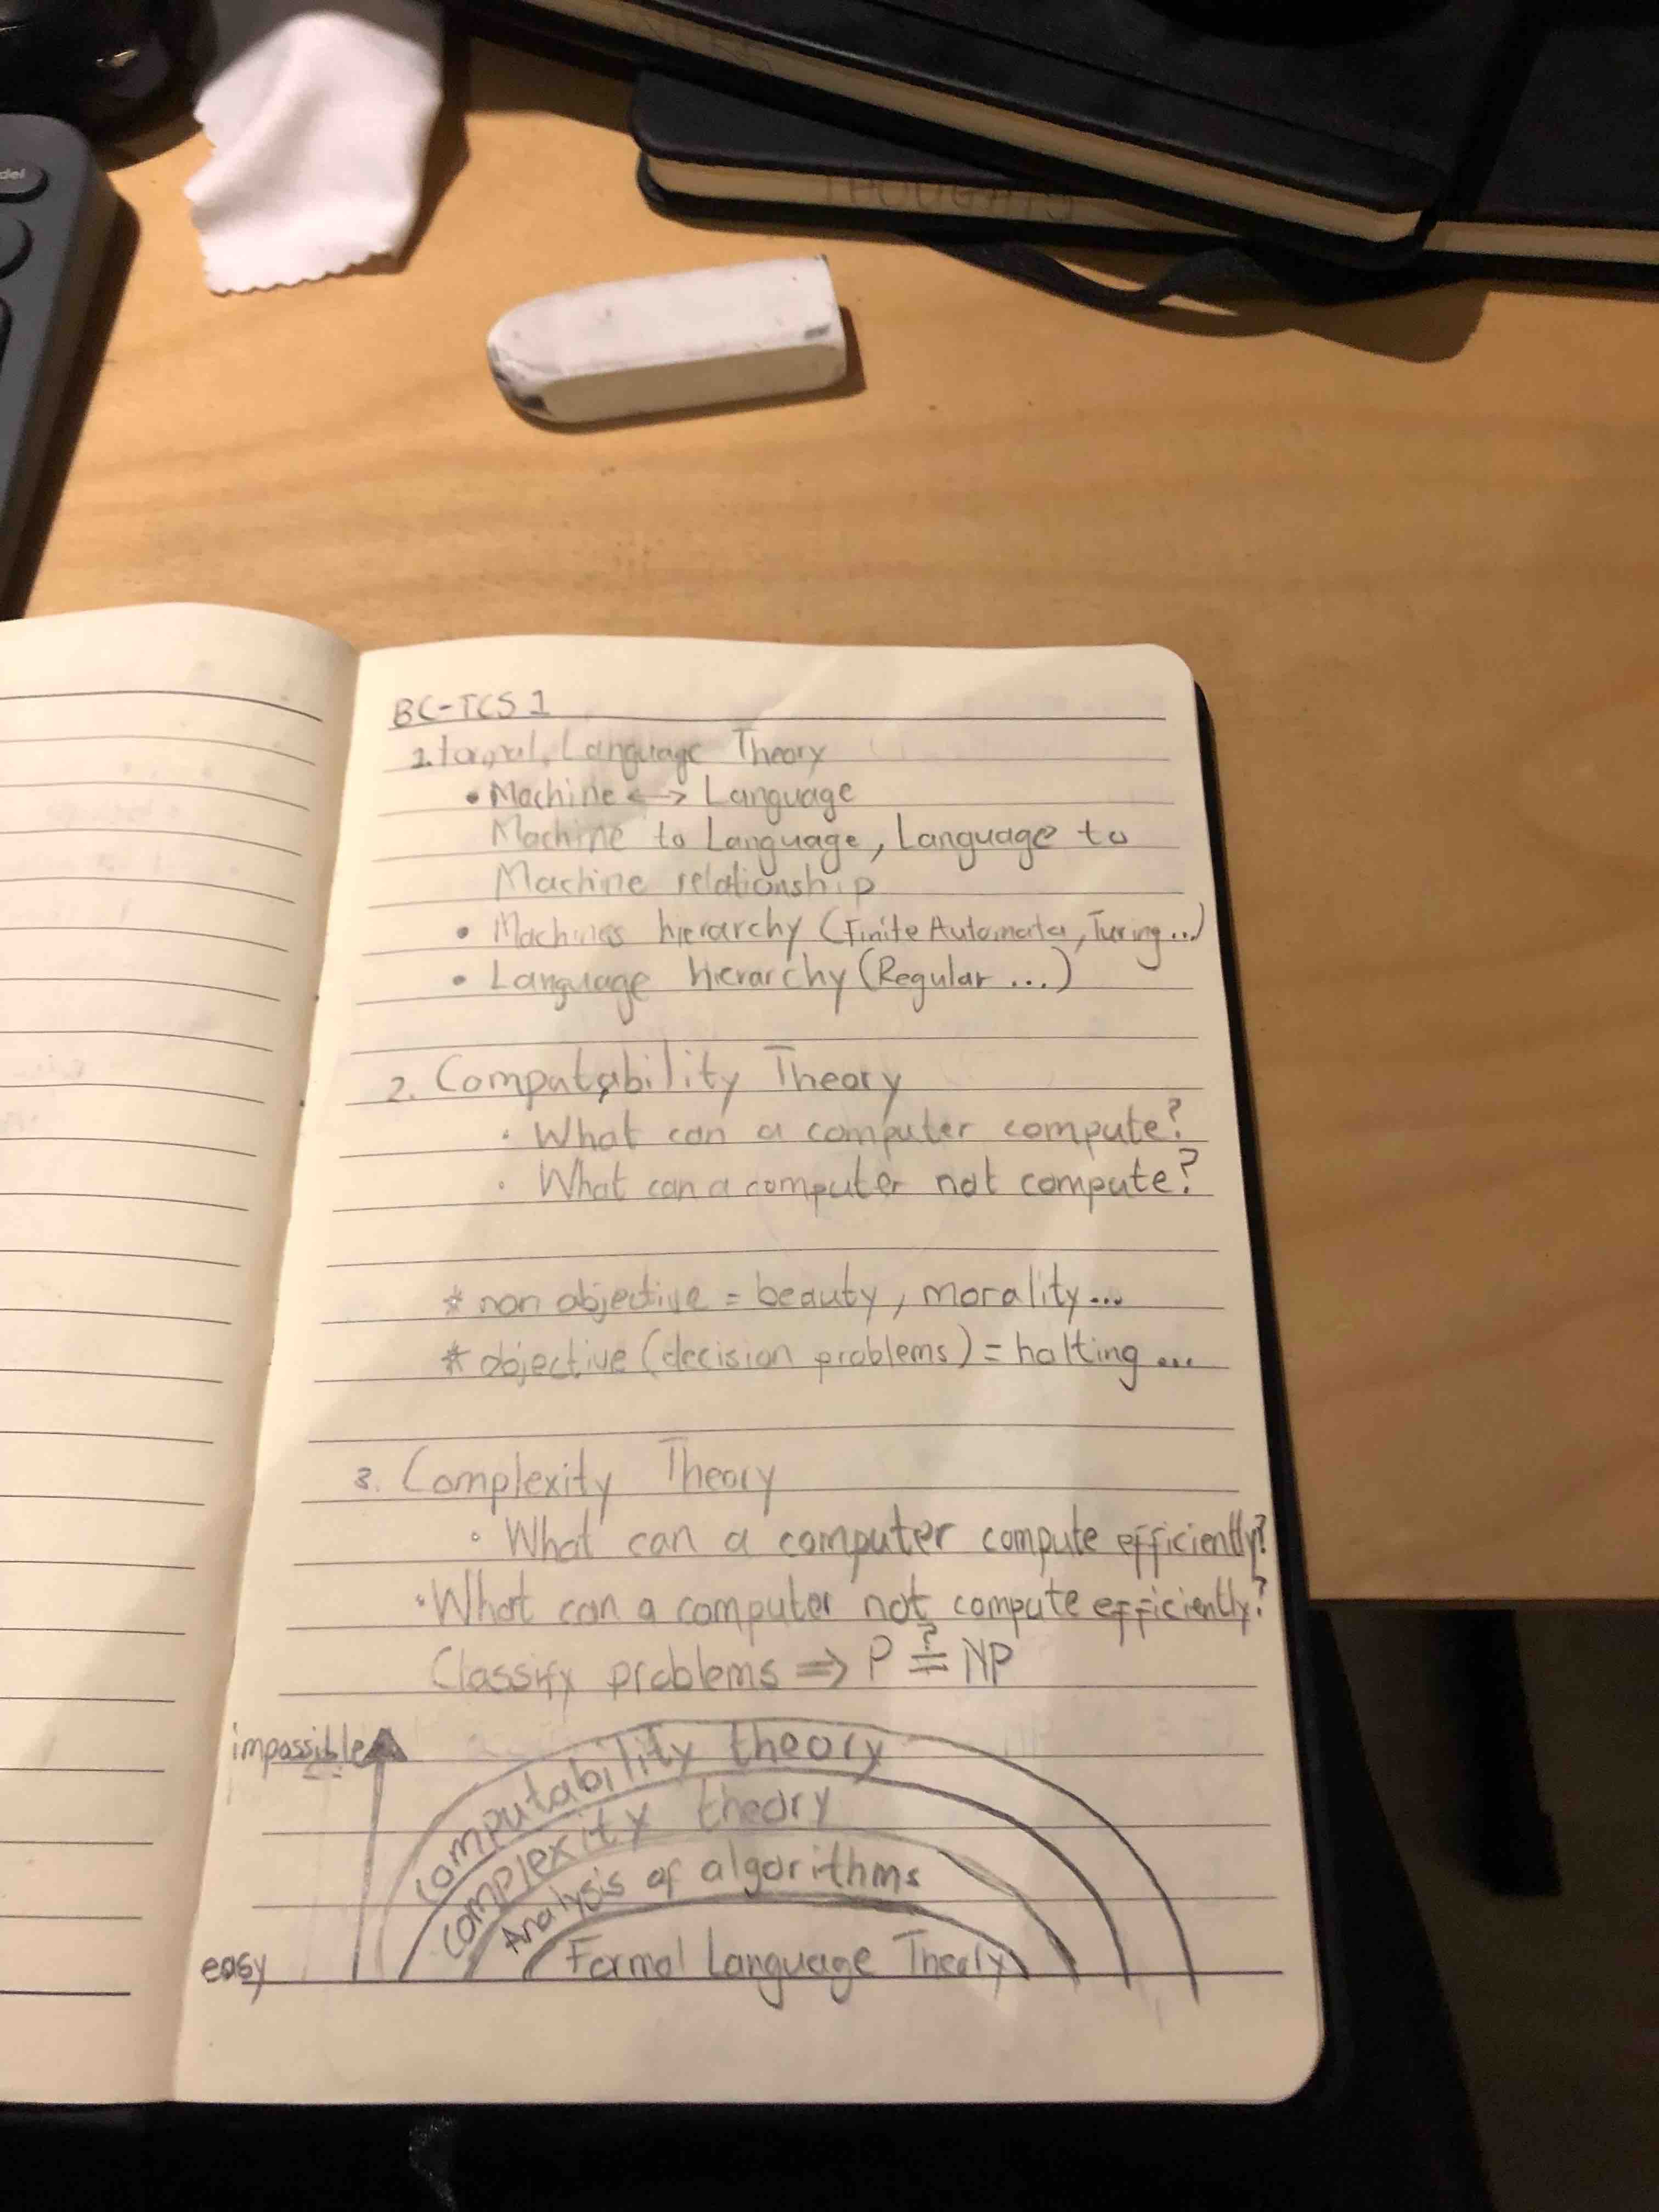 del
THOUGHTS
BC-TCS 1
1. Formal Language Theory
• Machine <-> Language
Machine to Language, Language to
Machine relationship
• Machines hierarchy (Finite Automata, Turing...)
• Language hierarchy (Regular ...)
2. Computability Theory
• What can a computer compute?
• What can a computer not compute?
* non objective = beauty, morality...
* objective (decision problems) = halting ...
3. Complexity Theory
• What can a computer compute efficiently?
• What can a computer not compute efficiently?
Classify problems ⇒ P ≟ NP
impossible
Computability theory
Complexity theory
Analysis of algorithms
Formal Language Theory
easy